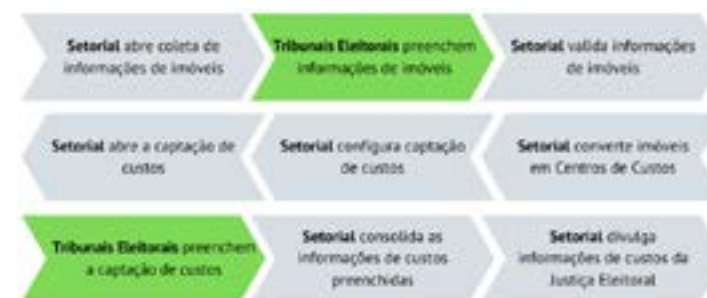 Setorial abre coleta de
informações de imóveis
Tribunais Eleitorais preenchem
informações de imóveis
Setorial valida informações
de imóveis
Setorial abre a captação de
custos
Setorial configura captação
de custos
Setorial converte imóveis
em Centros de Custos
Tribunais Eleitorais preenchem
a captação de custos
Setorial consolida as
informações de custos
preenchidas
Setorial divulga
informações de custos da
Justiça Eleitoral